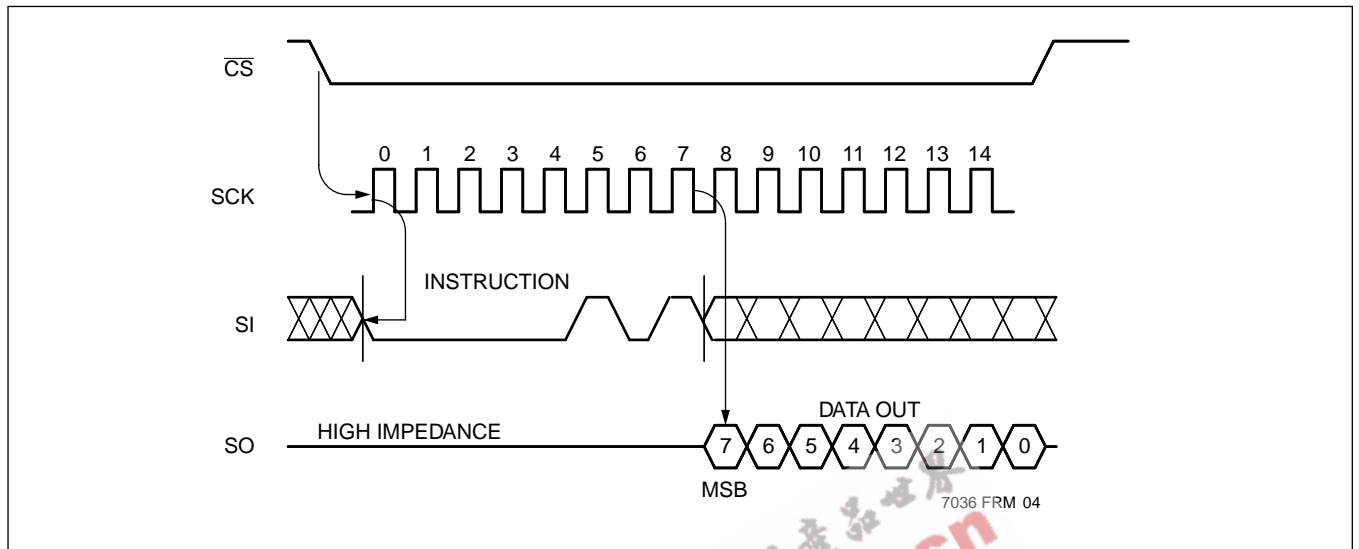 CS
0 1 2 3 4 5 6 7 8 9 10 11 12 13 14
SCK
INSTRUCTION
SI
DATA OUT
HIGH IMPEDANCE
SO
7 6 5 4 3 2 1 0
MSB
7036 FRM 04